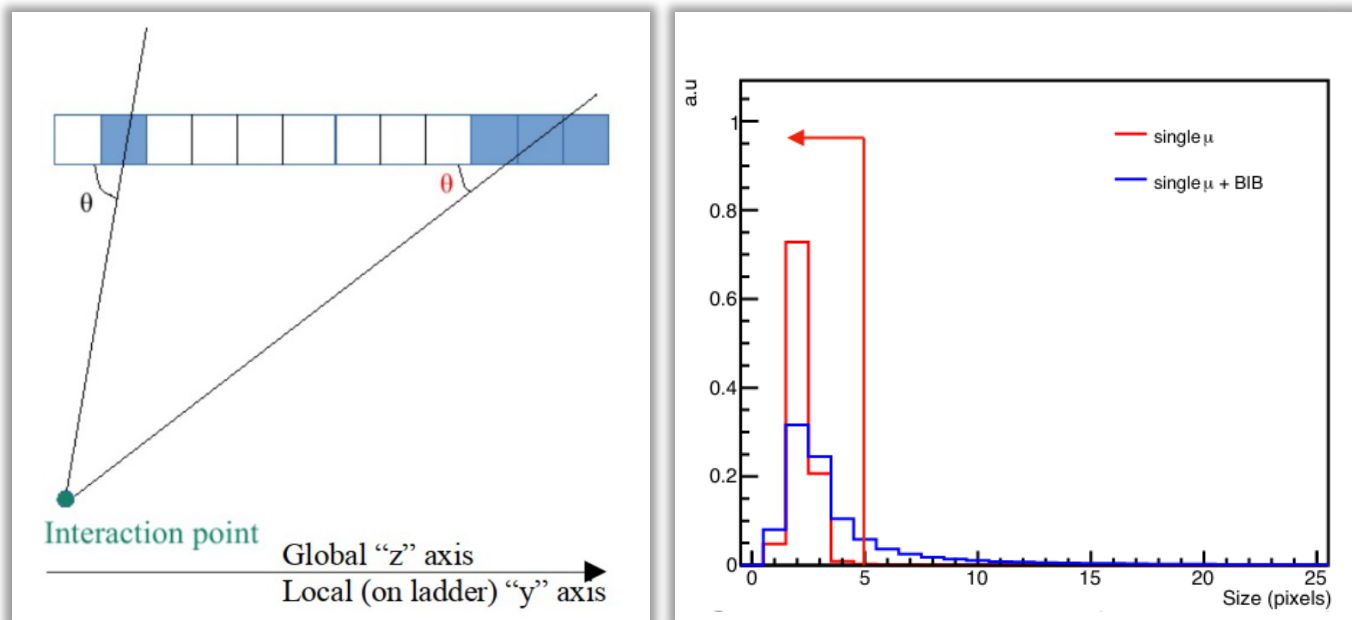 θ
θ
Interaction point
Global “z” axis
Local (on ladder) “y” axis
a.u
1
0.8
0.6
0.4
0.2
0
single μ
single μ + BIB
0 5 10 15 20 25
Size (pixels)